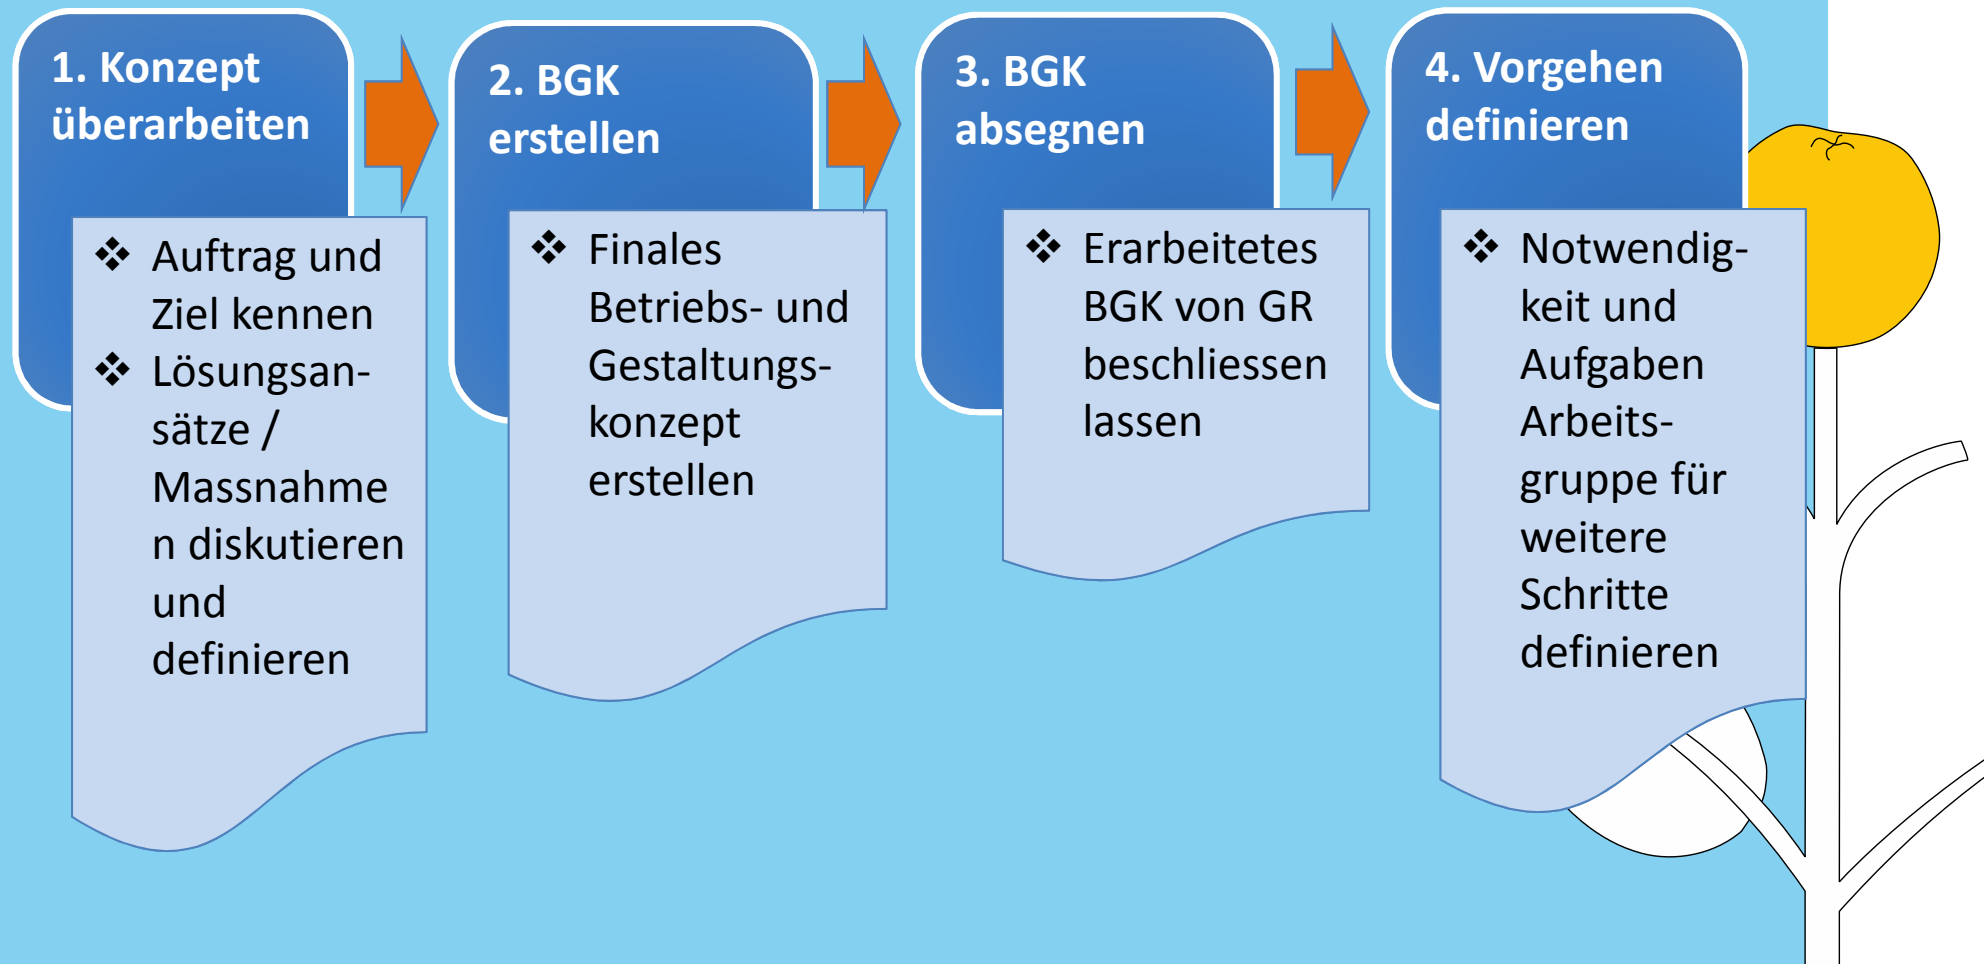 1. Konzept
überarbeiten
❖ Auftrag und
Ziel kennen
❖ Lösungsan-
sätze /
Massnahme
n diskutieren
und
definieren
2. BGK
erstellen
❖ Finales
Betriebs- und
Gestaltungs-
konzept
erstellen
3. BGK
absegnen
❖ Erarbeitetes
BGK von GR
beschliessen
lassen
4. Vorgehen
definieren
❖ Notwendig-
keit und
Aufgaben
Arbeits-
gruppe für
weitere
Schritte
definieren